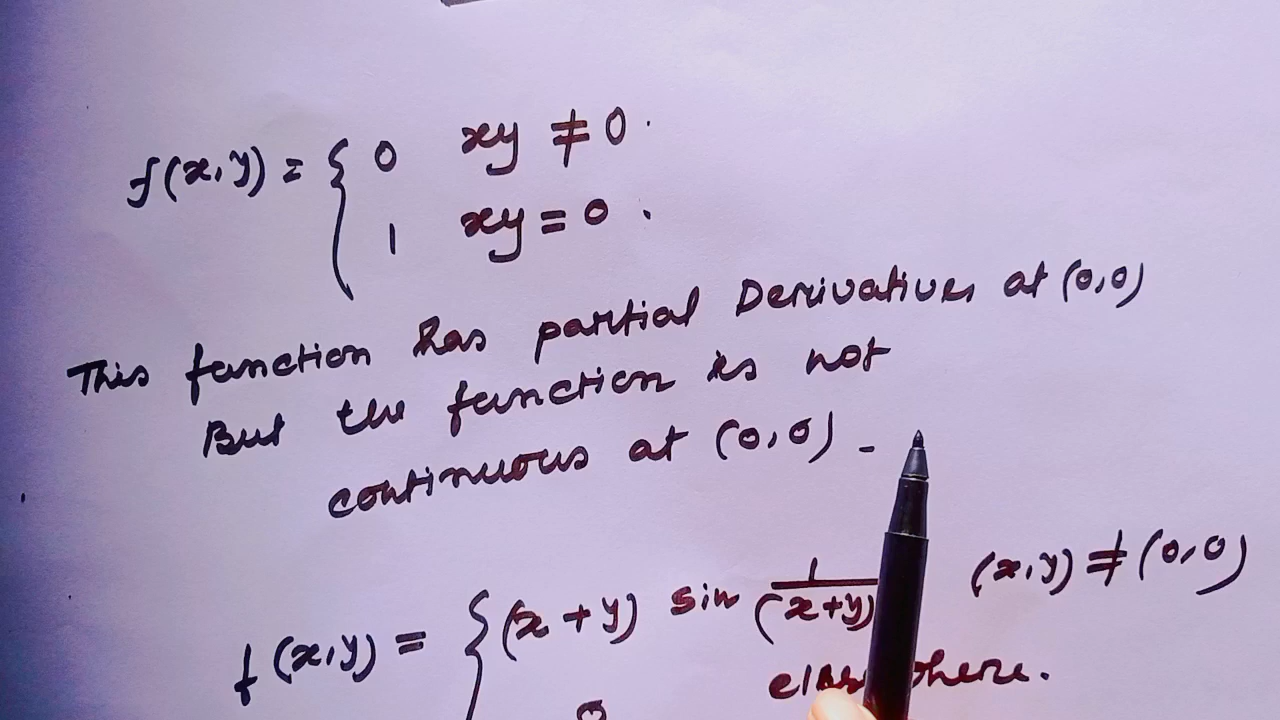 f(x,y) = { 0 xy ≠ 0.
1 xy = 0.
This function has partial Derivatives at (0,0)
But the function is not
continuous at (0,0) -
f(x,y) = { (x+y) sin 1/(x+y) (x,y) ≠ (0,0)
0